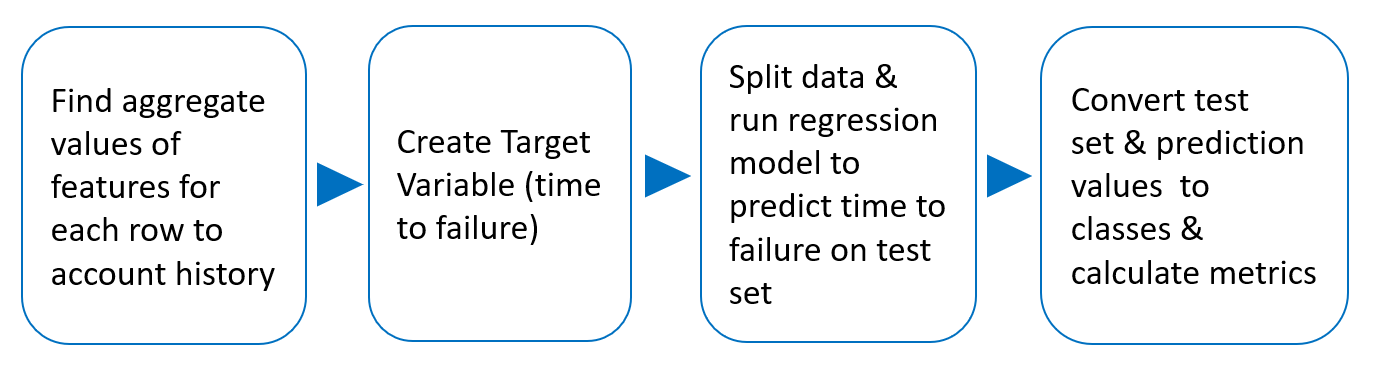 Find aggregate
values of
features for
each row to
account history
Create Target
Variable (time
to failure)
Split data &
run regression
model to
predict time to
failure on test
set
Convert test
set & prediction
values  to
classes &
calculate metrics